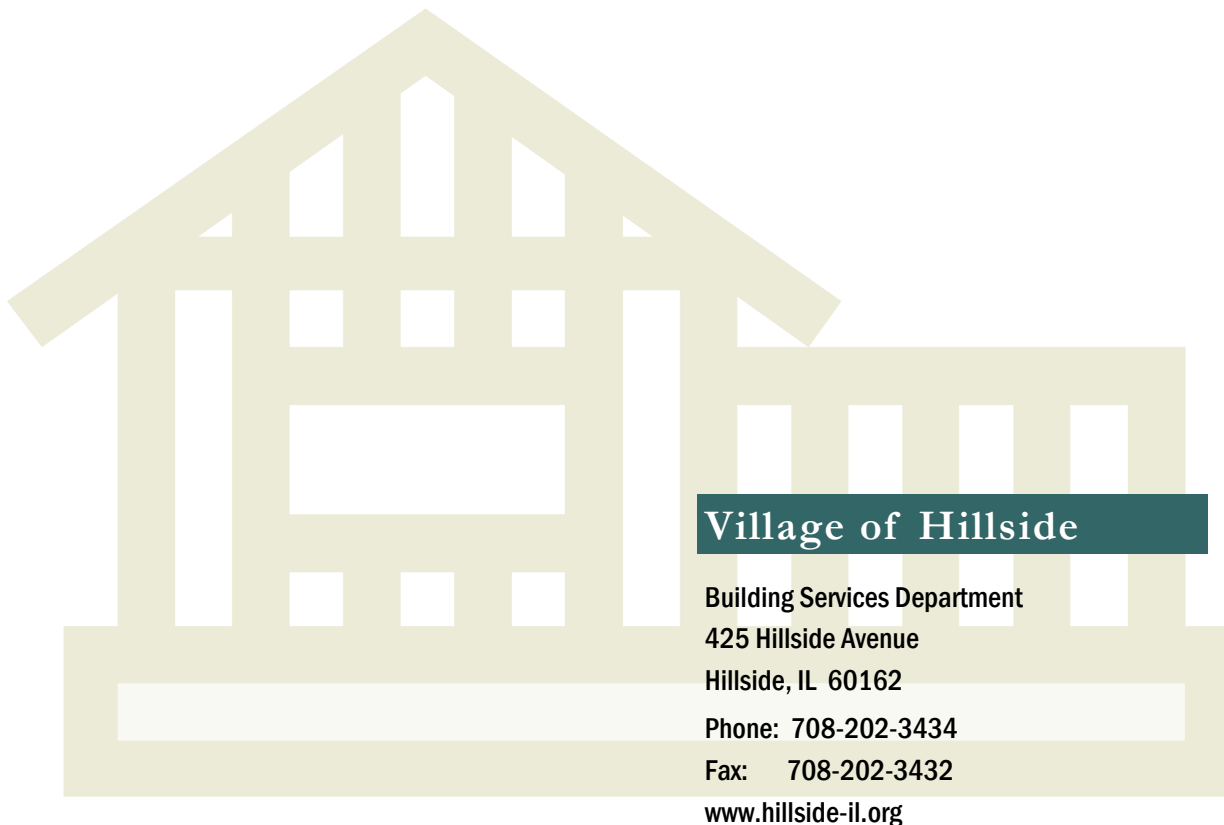 Village of Hillside
Building Services Department
425 Hillside Avenue
Hillside, IL 60162
Phone: 708-202-3434
Fax: 708-202-3432
www.hillside-il.org